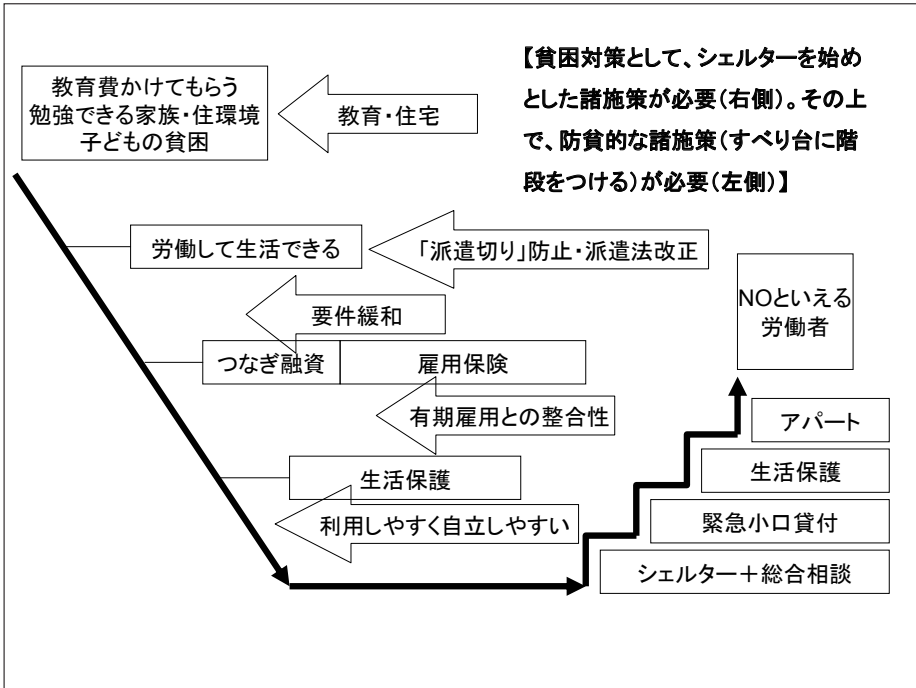 【貧困対策として、シェルターを始め
とした諸施策が必要(右側)。その上
で、防貧的な諸施策(すべり台に階
段をつける)が必要(左側)】
教育費かけてもらう
勉強できる家族・住環境
子どもの貧困
教育・住宅
労働して生活できる
「派遣切り」防止・派遣法改正
要件緩和
つなぎ融資
雇用保険
有期雇用との整合性
生活保護
利用しやすく自立しやすい
NOといえる
労働者
アパート
生活保護
緊急小口貸付
シェルター+総合相談